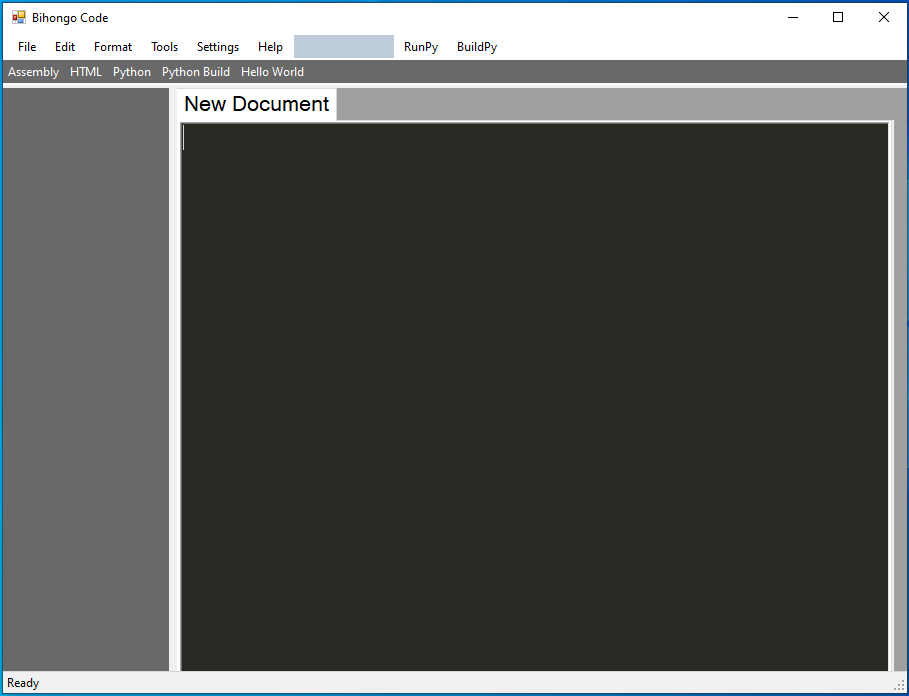 Bihongo Code
File Edit Format Tools Settings Help RunPy BuildPy
Assembly HTML Python Python Build Hello World
New Document
Ready